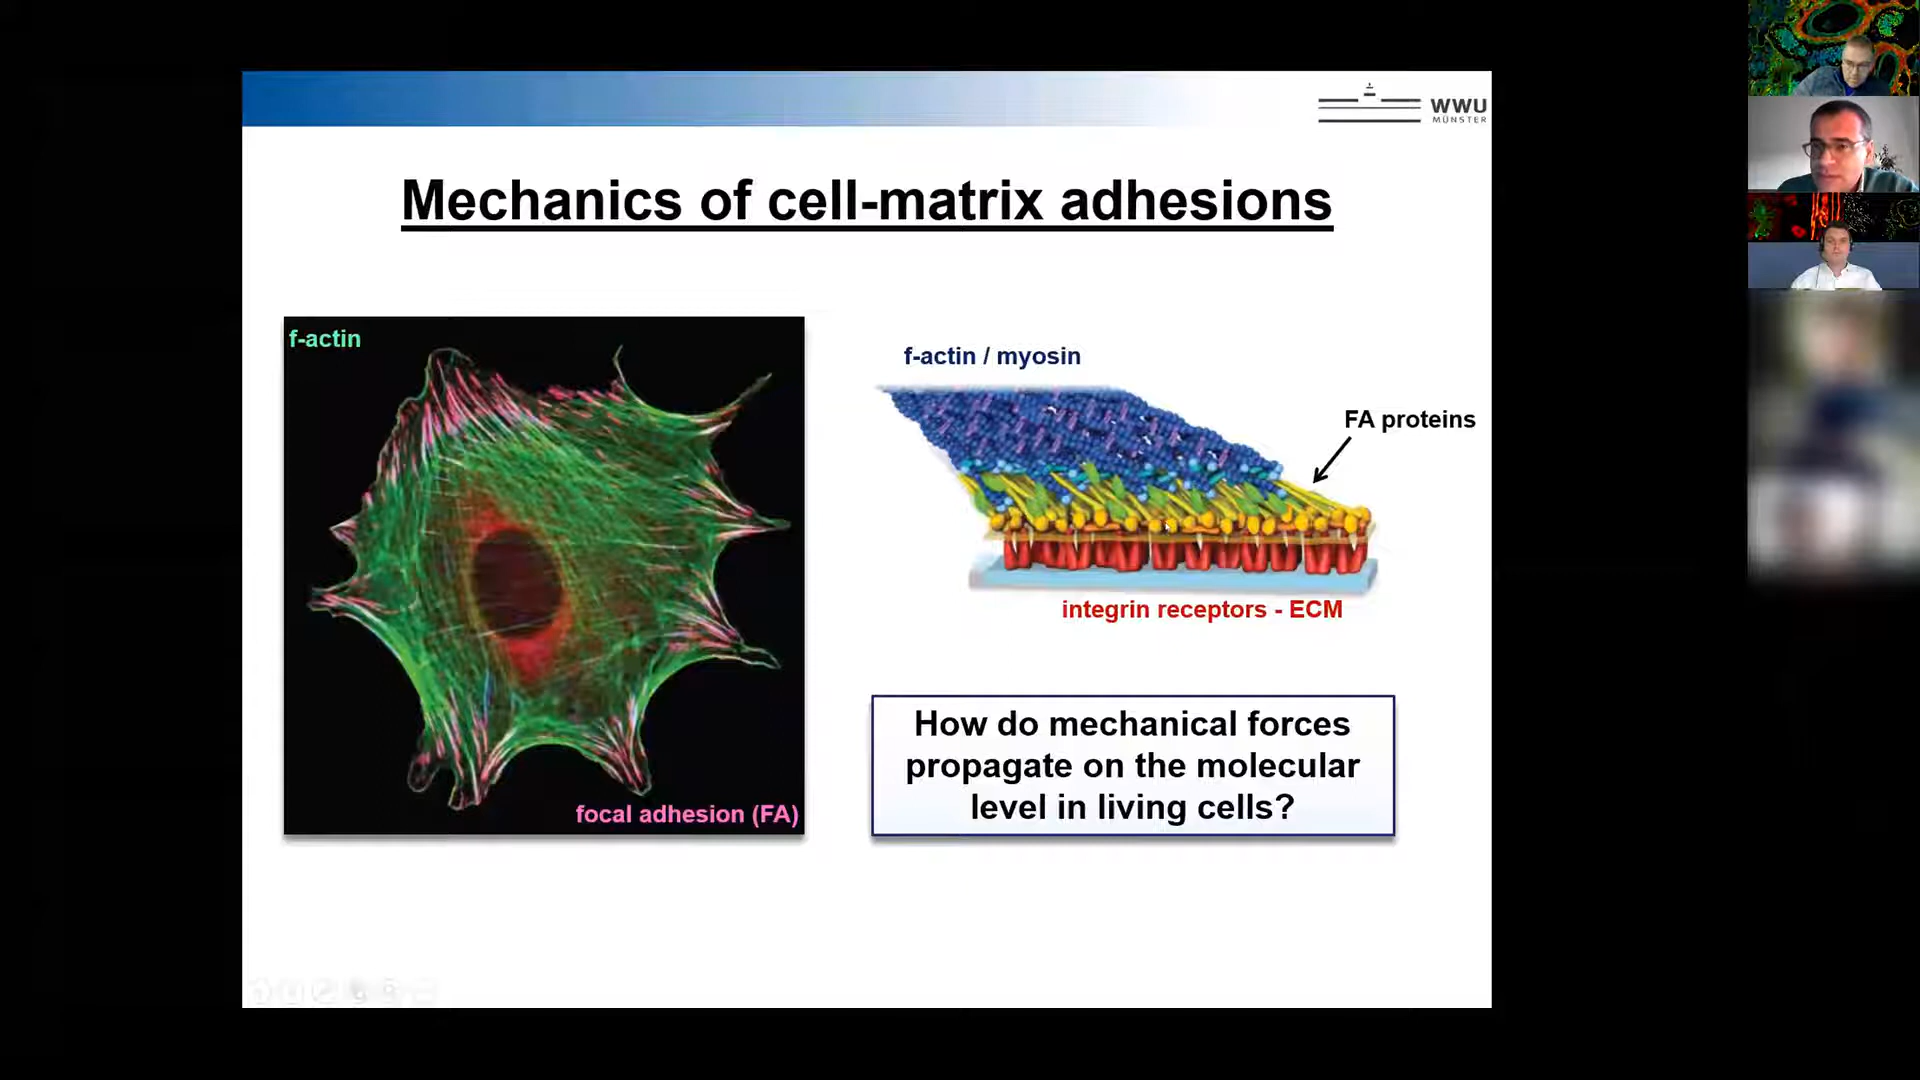 WWU
MÜNSTER
Mechanics of cell-matrix adhesions
f-actin
focal adhesion (FA)
f-actin / myosin
FA proteins
integrin receptors - ECM
How do mechanical forces
propagate on the molecular
level in living cells?